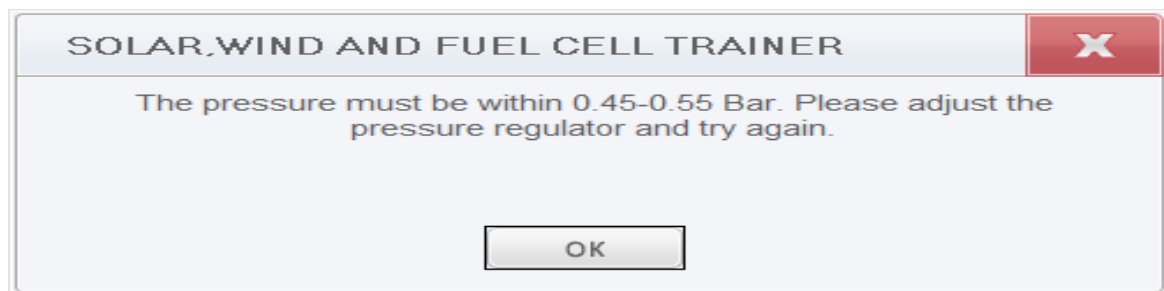 SOLAR,WIND AND FUEL CELL TRAINER
The pressure must be within 0.45-0.55 Bar. Please adjust the
pressure regulator and try again.
OK